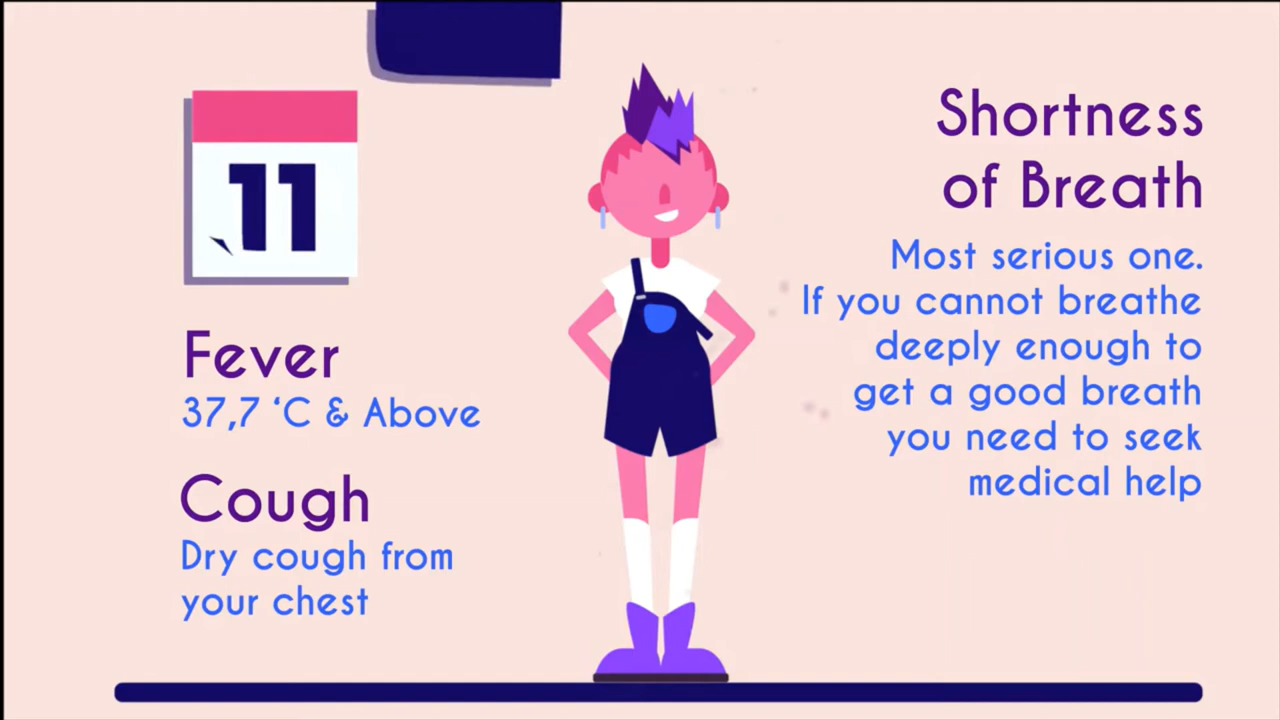 11
Fever
37,7 ‘C & Above
Cough
Dry cough from
your chest
Shortness
of Breath
Most serious one.
If you cannot breathe
deeply enough to
get a good breath
you need to seek
medical help